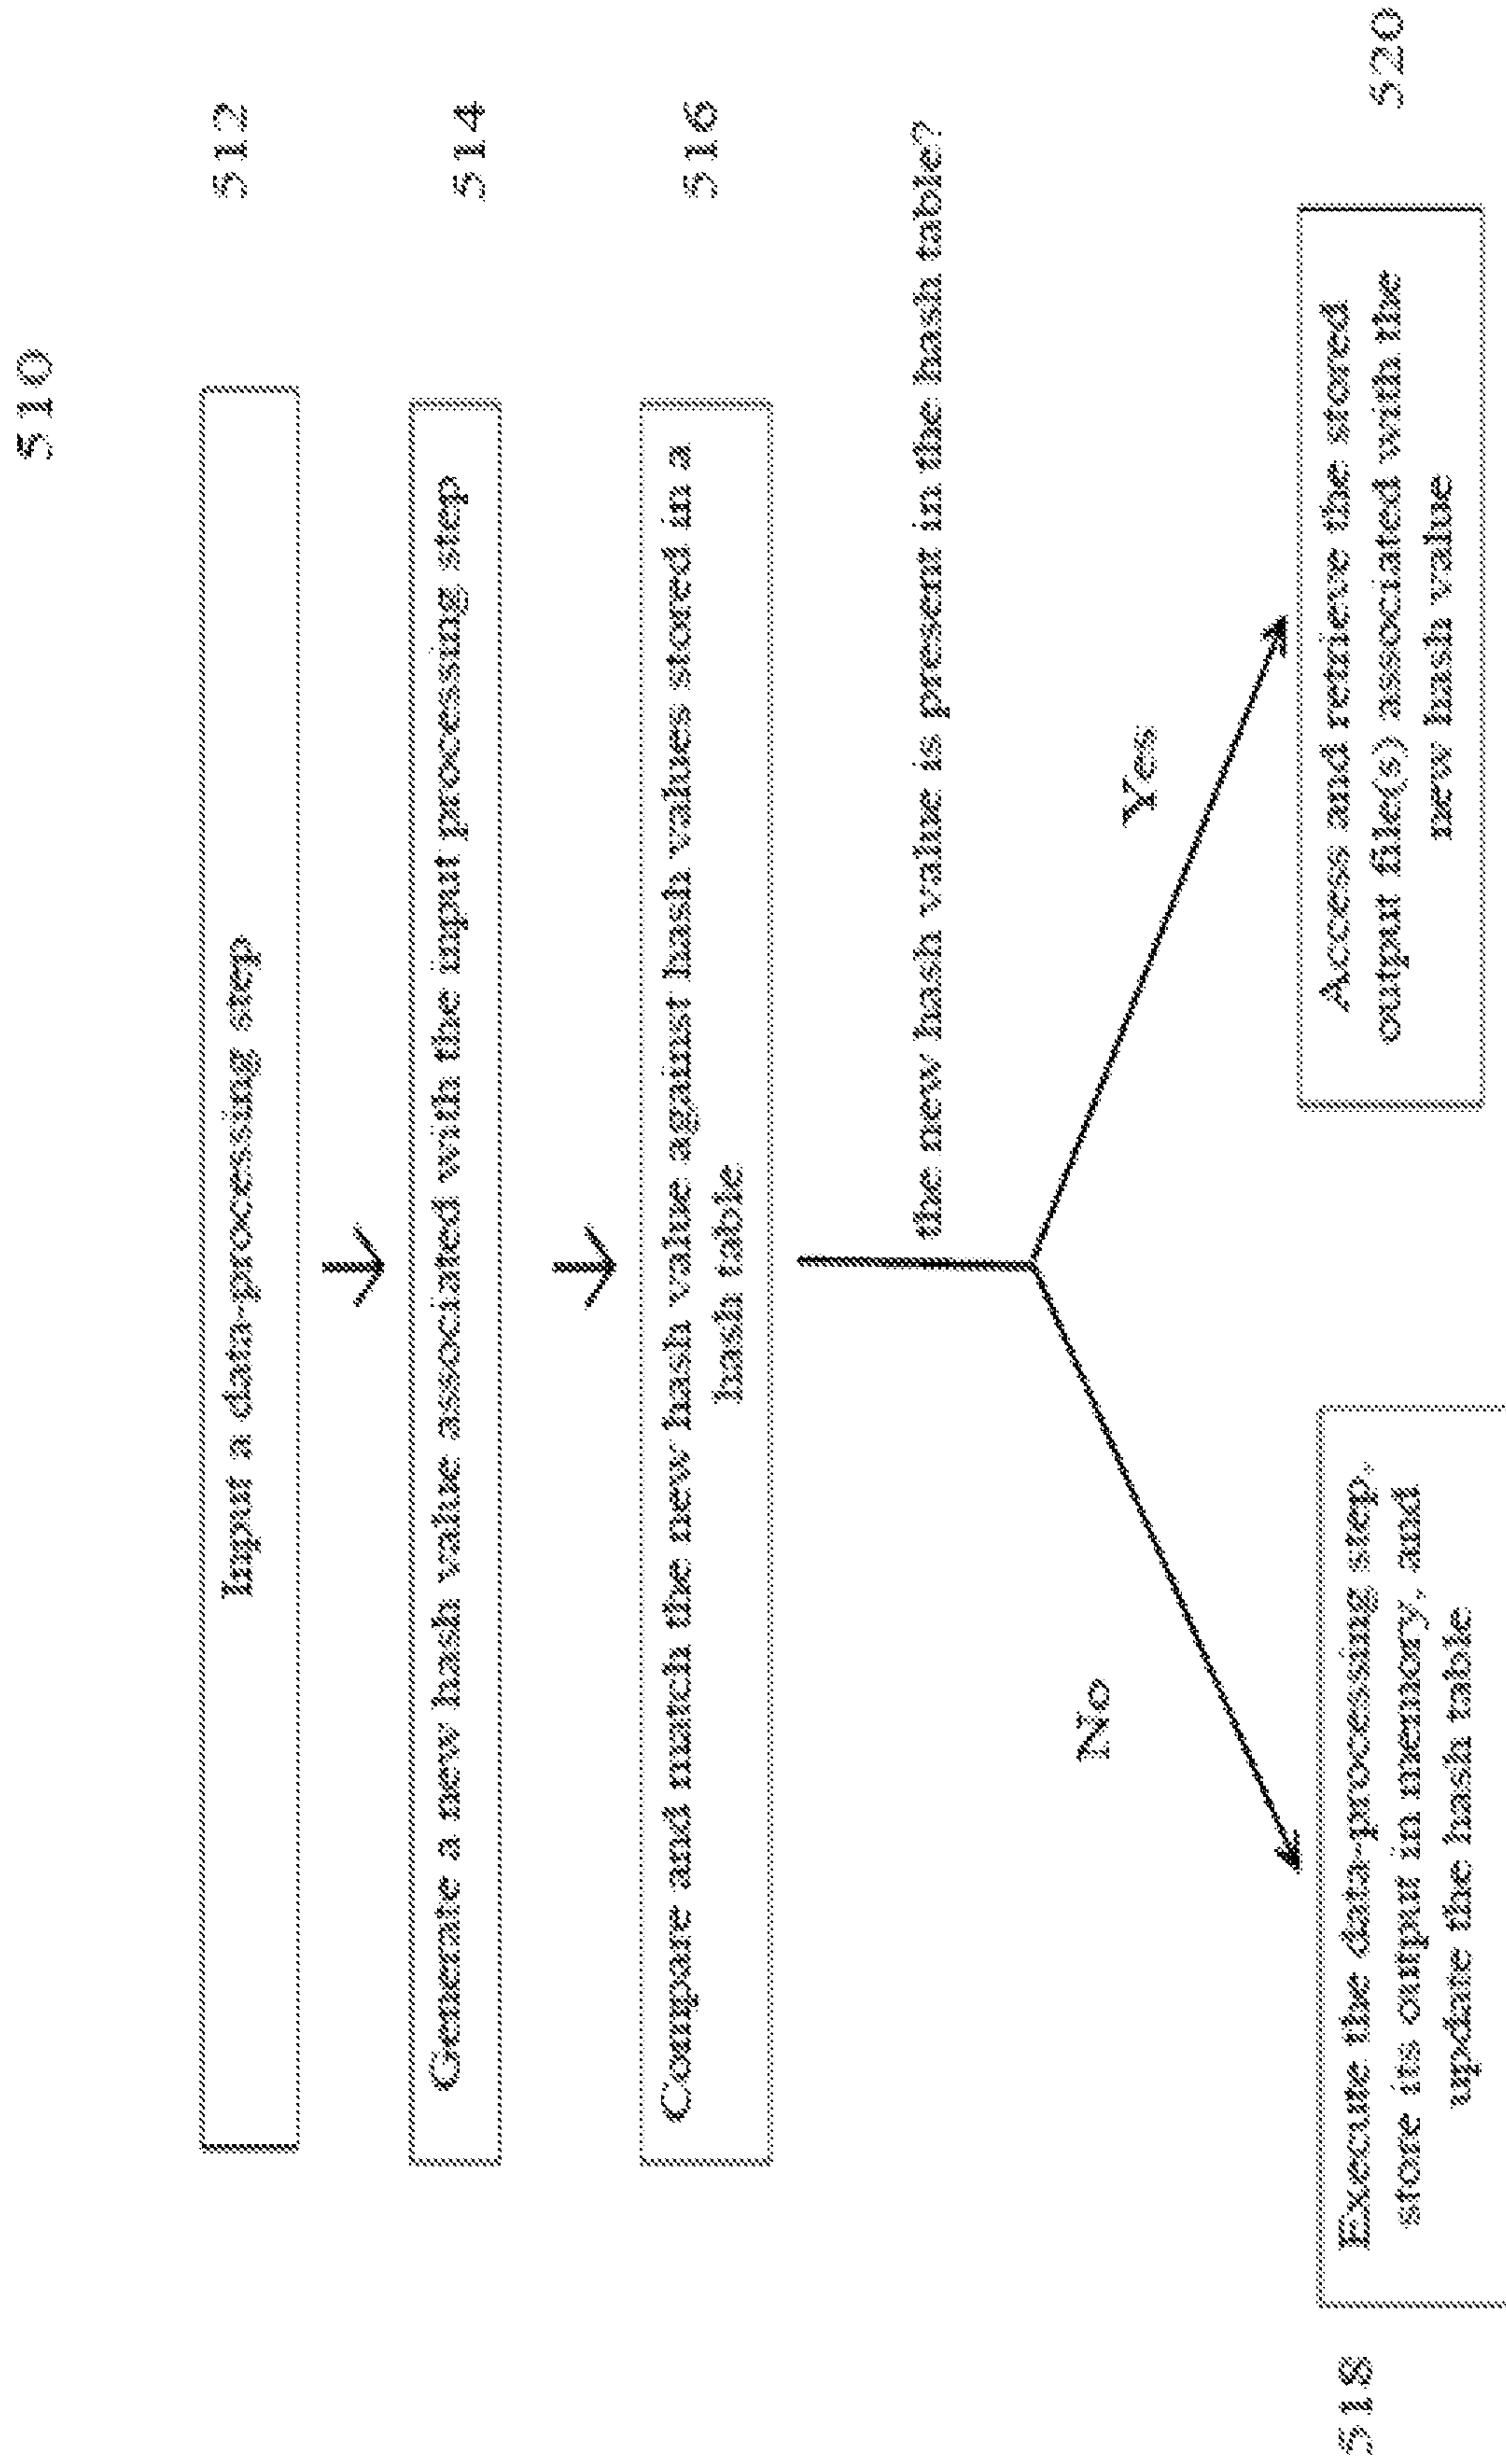 510
Input a data-processing step
512
Generate a new hash value associated with the input processing step
514
Compare and match the new hash value against hash values stored in a
hash table
516
the new hash value is present in the hash table?
No
Yes
518
Execute the data-processing step,
store its output in memory, and
update the hash table
Access and retrieve the stored
output file(s) associated with the
new hash value
520